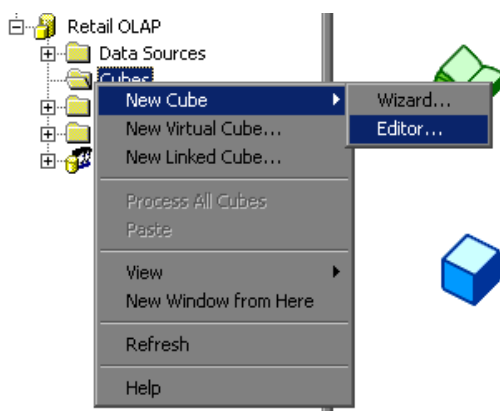 Retail OLAP
Data Sources
Cubes
New Cube
Wizard...
New Virtual Cube...
Editor...
New Linked Cube...
Process All Cubes
Paste
View
New Window from Here
Refresh
Help